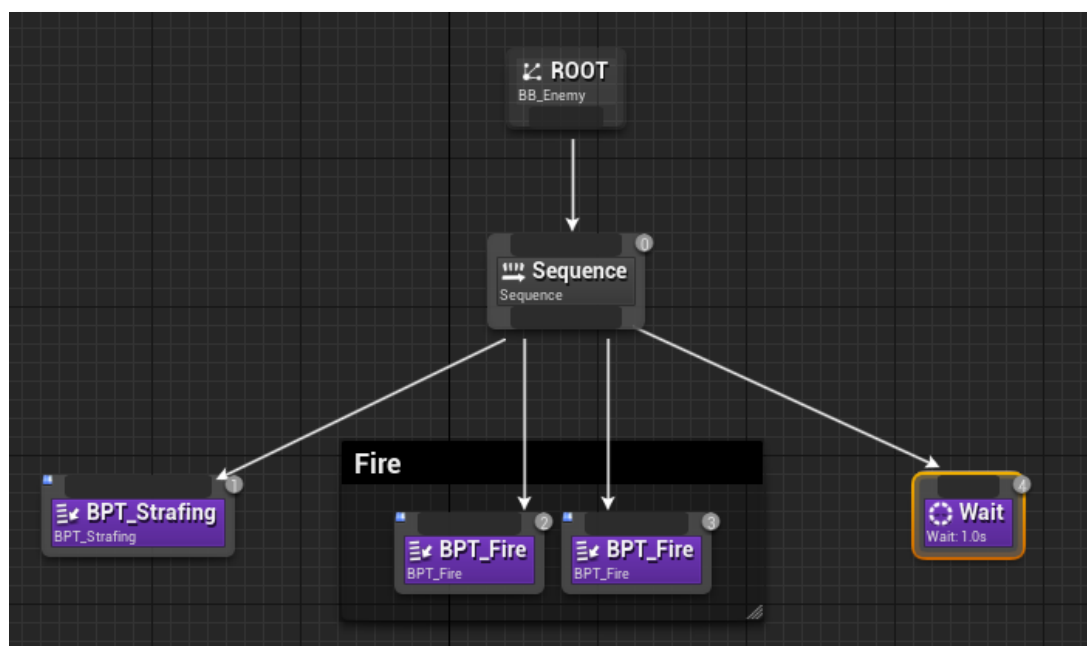 ROOT
BB_Enemy
0
Sequence
Sequence
Fire
1
BPT_Strafing
BPT_Strafing
2
BPT_Fire
BPT_Fire
3
BPT_Fire
BPT_Fire
4
Wait
Wait: 1.0s